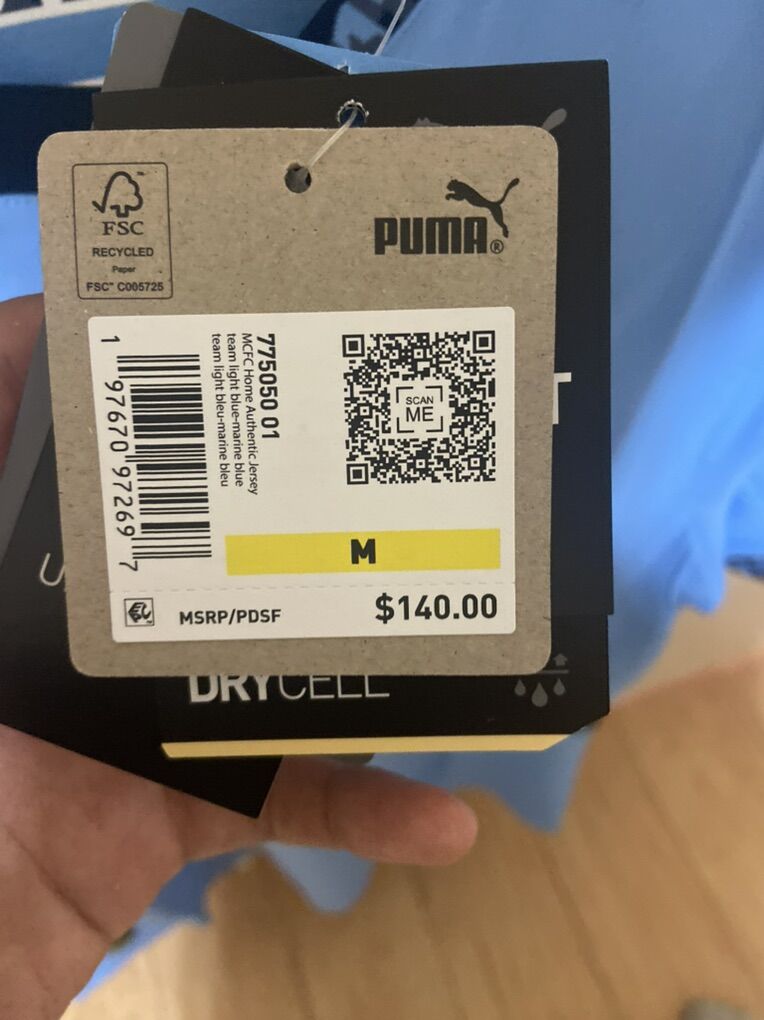 FSC
RECYCLED
Paper
FSC® C005725
PUMA®
775050 01
MCFC Home Authentic Jersey
team light blue-marine blue
team light bleu-marine bleu
1 97670 97269 7
SCAN
ME
M
MSRP/PDSF
$140.00
DRYCELL